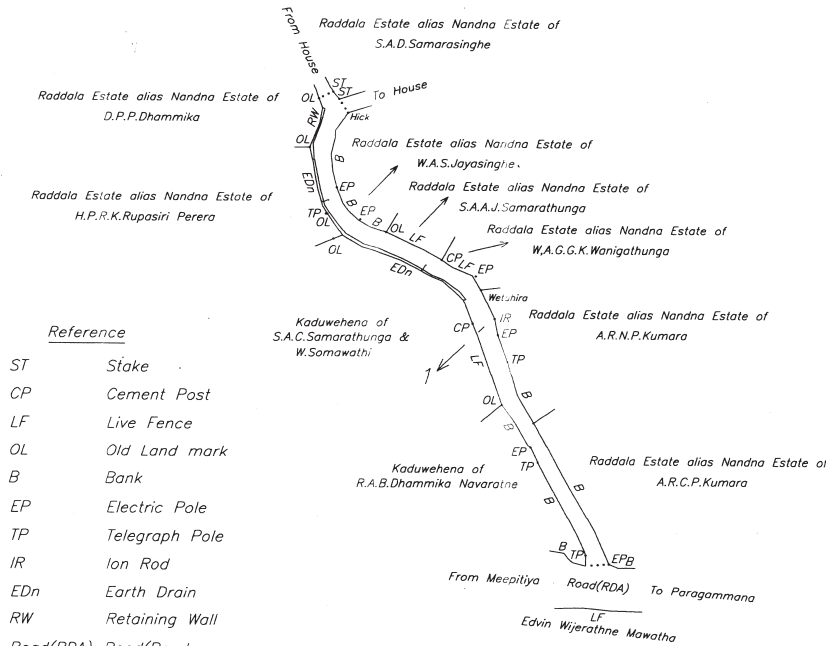 From House
Raddala Estate alias Nandna Estate of
S.A.D.Samarasinghe
ST
ST
To House
OL
Raddala Estate alias Nandna Estate of
D.P.P.Dhammika
RW
Hick
OL
B
Raddala Estate alias Nandna Estate of
W.A.S.Jayasinghe
EDn
EP
Raddala Estate alias Nandna Estate of
S.A.A.J.Samarathunga
Raddala Estate alias Nandna Estate of
H.P.R.K.Rupasiri Perera
B
EP
TP
OL
B
OL
LF
Raddala Estate alias Nandna Estate of
W,A.G.G.K.Wanigathunga
OL
CP
LF
EP
EDn
Wetahira
Kaduwehena of
S.A.C.Samarathunga &
W.Somawathi
CP
IR
EP
Raddala Estate alias Nandna Estate of
A.R.N.P.Kumara
LF
TP
1
OL
B
B
EP
TP
Kaduwehena of
R.A.B.Dhammika Navaratne
B
B
Raddala Estate alias Nandna Estate of
A.R.C.P.Kumara
B
TP
EP
B
From Meepitiya
Road(RDA)
To Paragammana
LF
Edvin Wijerathne Mawatha
Reference
ST Stake
CP Cement Post
LF Live Fence
OL Old Land mark
B Bank
EP Electric Pole
TP Telegraph Pole
IR Ion Rod
EDn Earth Drain
RW Retaining Wall